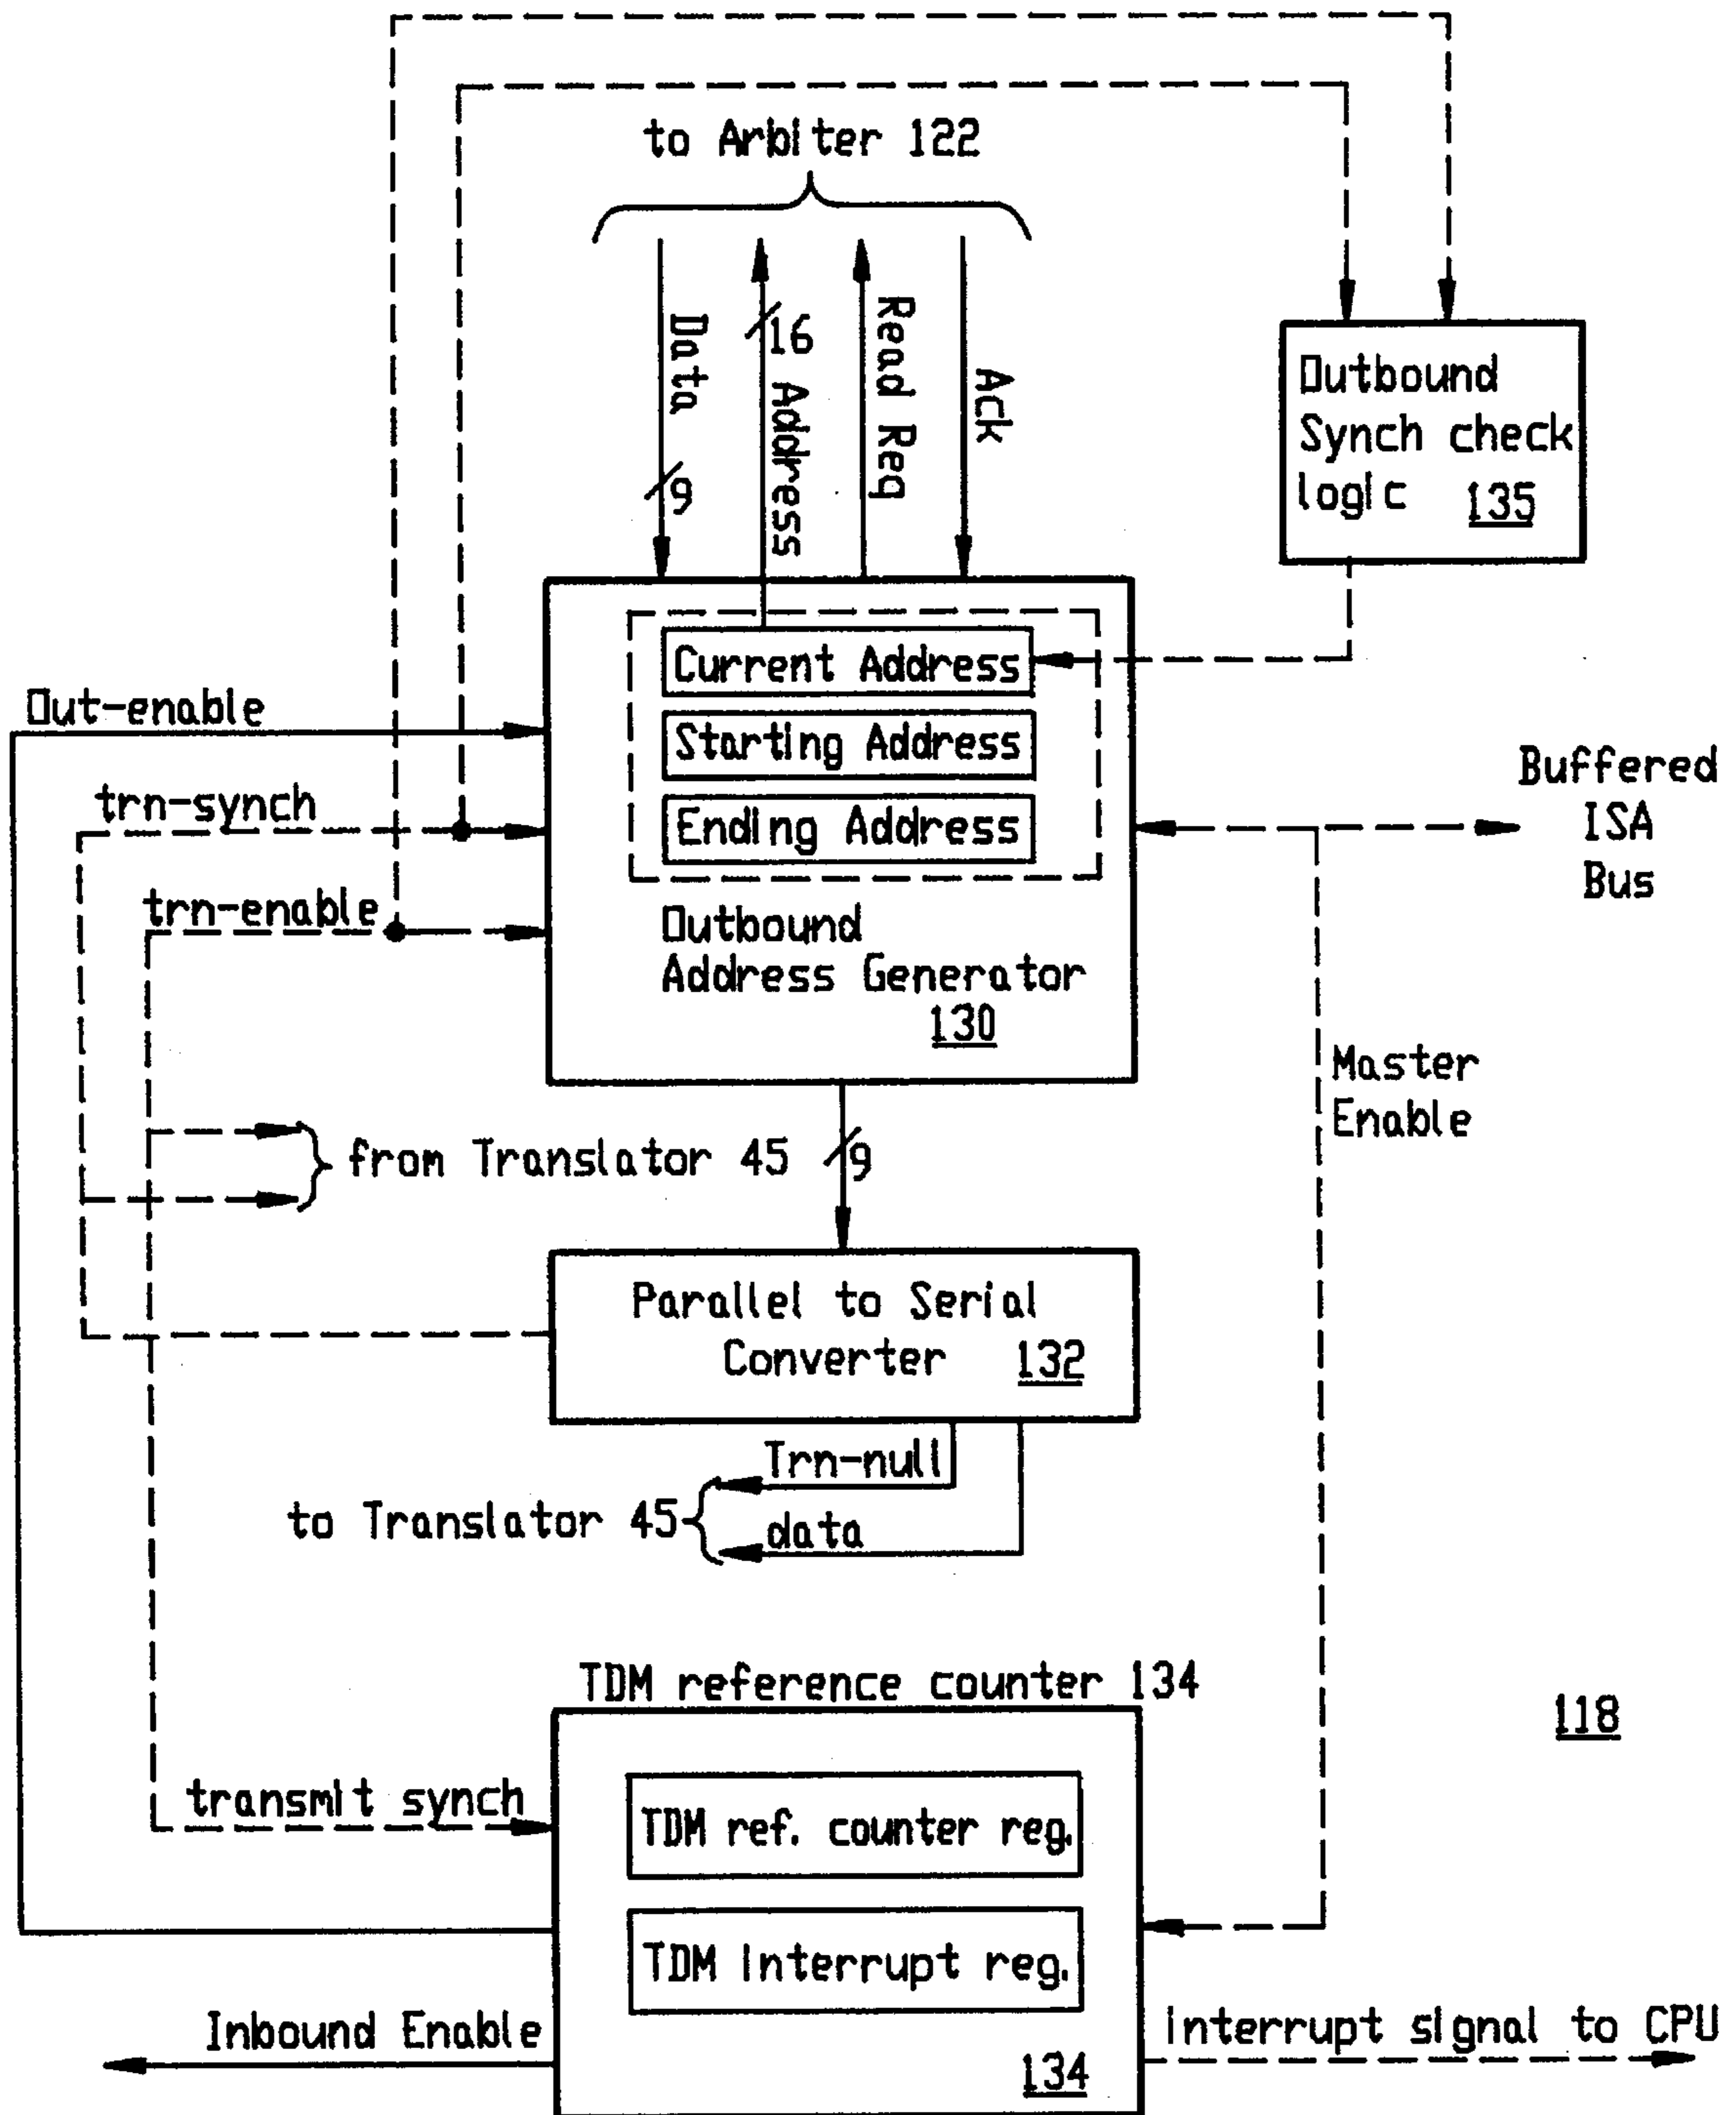 to Arbiter 122
Data
9
16 Address
Read Req
Ack
Outbound
Synch check
logic 135
Current Address
Starting Address
Ending Address
Outbound
Address Generator
130
Out-enable
trn-synch
trn-enable
Buffered
ISA
Bus
Master
Enable
from Translator 45
9
Parallel to Serial
Converter 132
Trn-null
data
to Translator 45
TDM reference counter 134
118
transmit synch
TDM ref. counter reg.
TDM interrupt reg.
Inbound Enable
interrupt signal to CPU
134